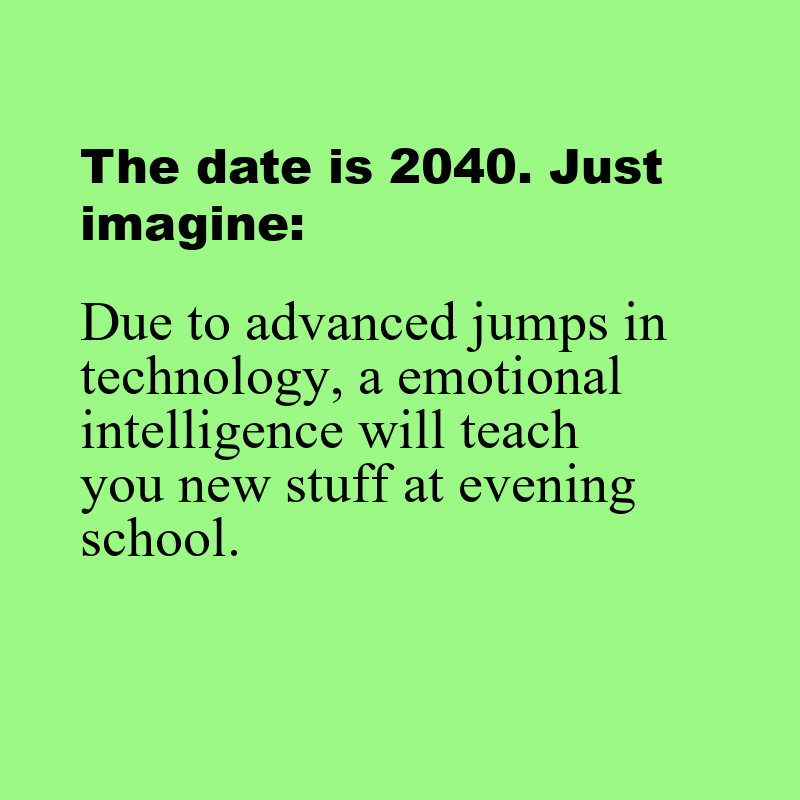 The date is 2040. Just
imagine:
Due to advanced jumps in
technology, a emotional
intelligence will teach
you new stuff at evening
school.